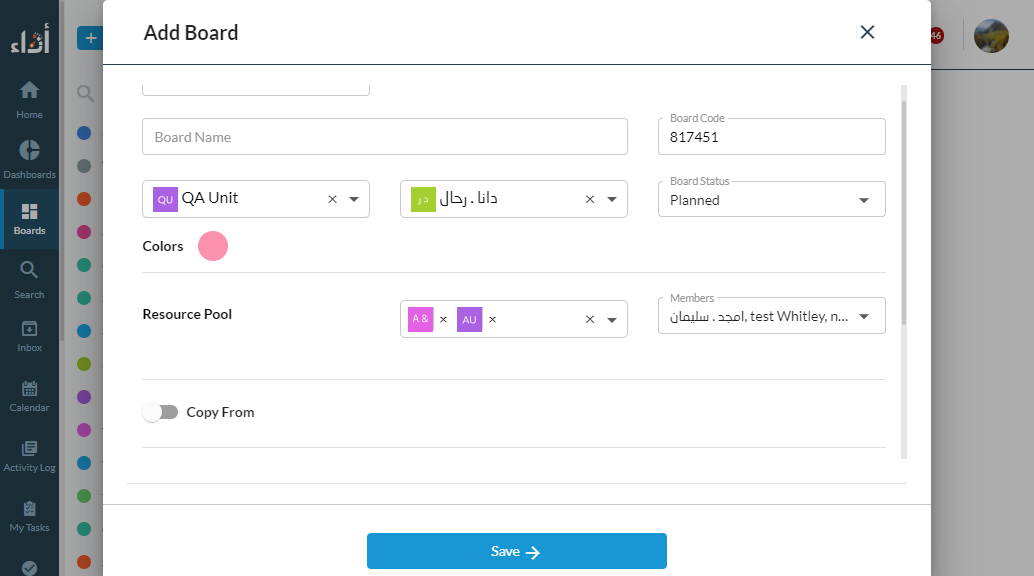 أداء
Home
Dashboards
Boards
Search
Inbox
Calendar
Activity Log
My Tasks
+
46
Add Board
Board Name
Board Code
817451
QU QA Unit
د ر دانا . رحال
Board Status
Planned
Colors
Resource Pool
A &
AU
Members
امجد . سليمان, test Whitley, n...
Copy From
Save